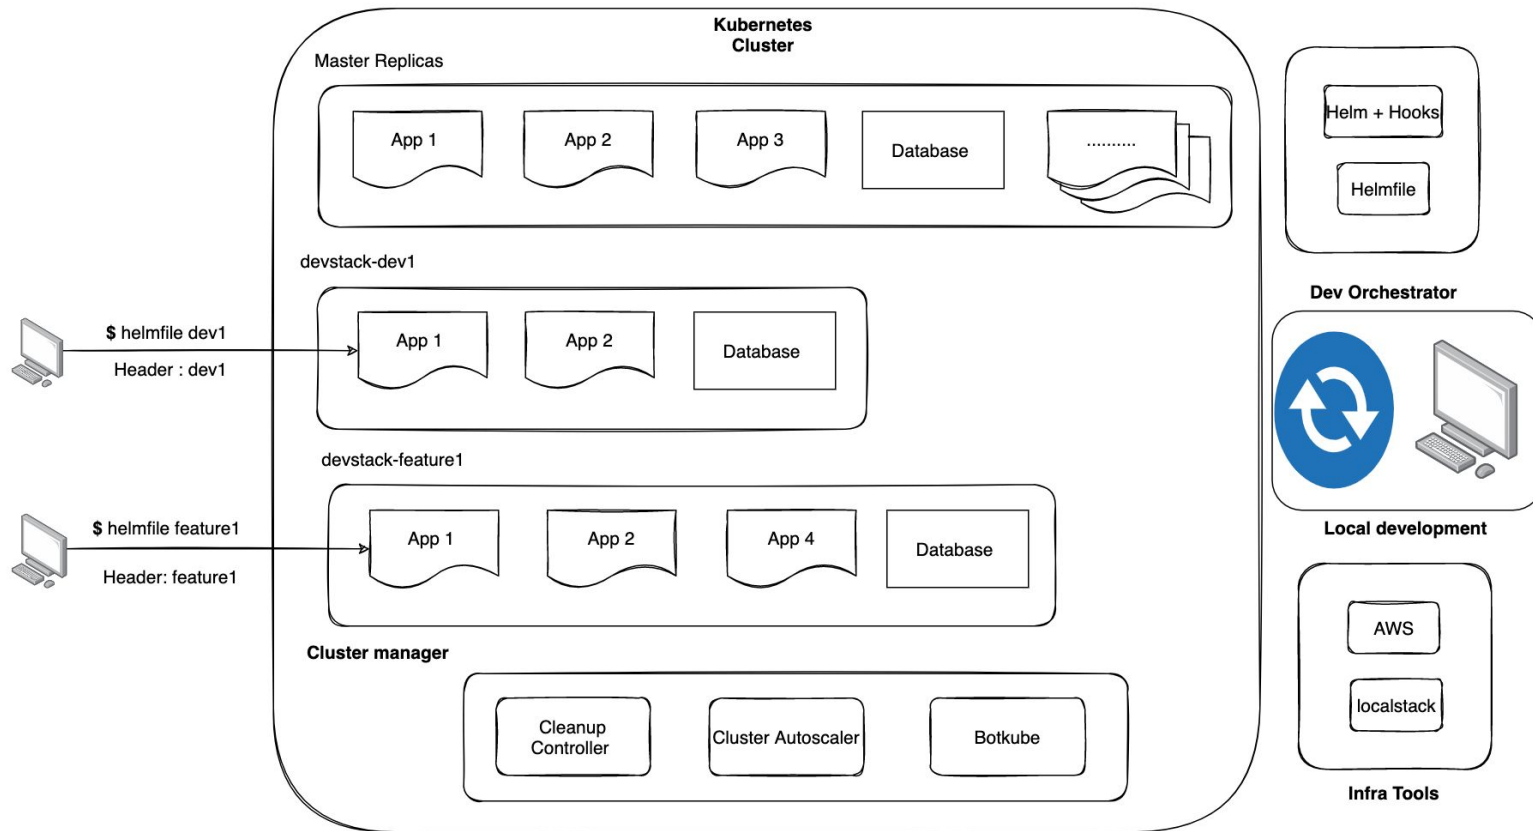 Kubernetes
Cluster
Master Replicas
App 1
App 2
App 3
Database
..........
devstack-dev1
$ helmfile dev1
Header : dev1
App 1
App 2
Database
devstack-feature1
$ helmfile feature1
Header: feature1
App 1
App 2
App 4
Database
Cluster manager
Cleanup
Controller
Cluster Autoscaler
Botkube
Helm + Hooks
Helmfile
Dev Orchestrator
Local development
AWS
localstack
Infra Tools